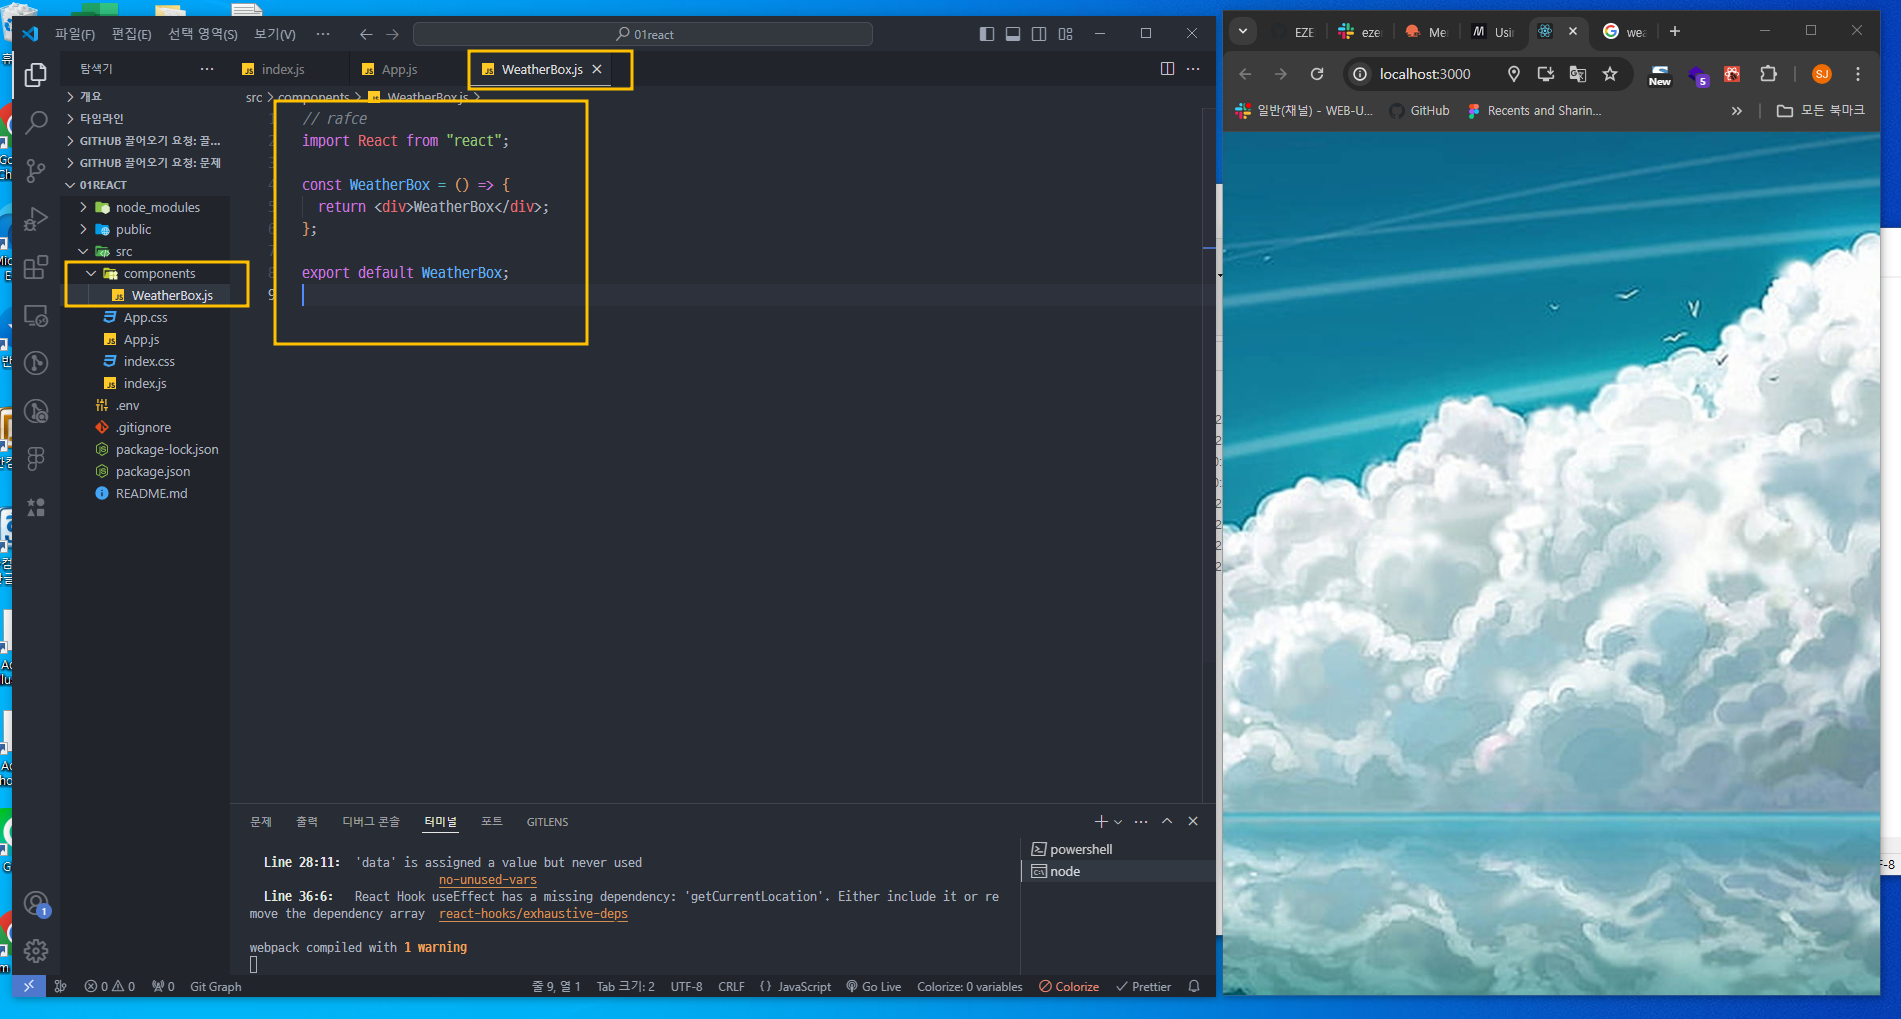 파일(F) 편집(E) 선택 영역(S) 보기(V) ··· 01react
탐색기 ···
index.js App.js WeatherBox.js
src > components > WeatherBox.js >
개요
타임라인
GITHUB 끌어오기 요청: 끌...
GITHUB 끌어오기 요청: 문제
01REACT
node_modules
public
src
components
WeatherBox.js
App.css
App.js
index.css
index.js
.env
.gitignore
package-lock.json
package.json
README.md
// rafce
import React from "react";
const WeatherBox = () => {
return <div>WeatherBox</div>;
};
export default WeatherBox;
9
문제 출력 디버그 콘솔 터미널 포트 GITLENS
Line 28:11: 'data' is assigned a value but never used
no-unused-vars
Line 36:6: React Hook useEffect has a missing dependency: 'getCurrentLocation'. Either include it or re
move the dependency array react-hooks/exhaustive-deps
webpack compiled with 1 warning
powershell
node
1
0 0 0 Git Graph 줄 9, 열 1 Tab 크기: 2 UTF-8 CRLF {} JavaScript Go Live Colorize: 0 variables Colorize Prettier
EZE eze Me Usi wea
localhost:3000 New 5 SJ
일반(채널) - WEB-U... GitHub Recents and Sharin... » 모든 북마크